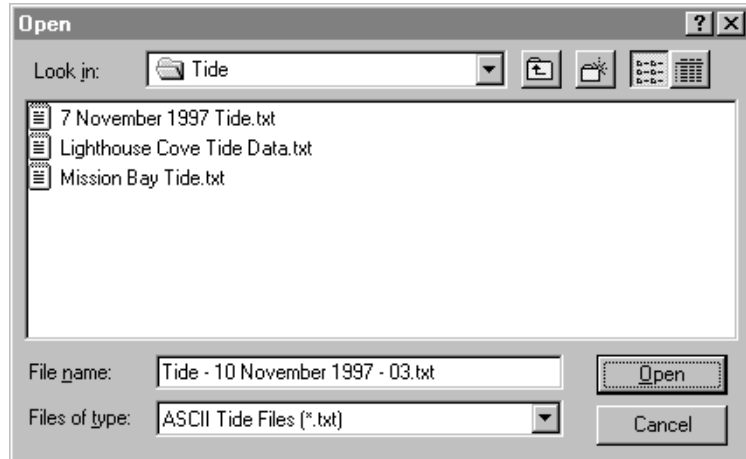 Open
Look in: Tide
7 November 1997 Tide.txt
Lighthouse Cove Tide Data.txt
Mission Bay Tide.txt
File name: Tide - 10 November 1997 - 03.txt Open
Files of type: ASCII Tide Files (*.txt) Cancel